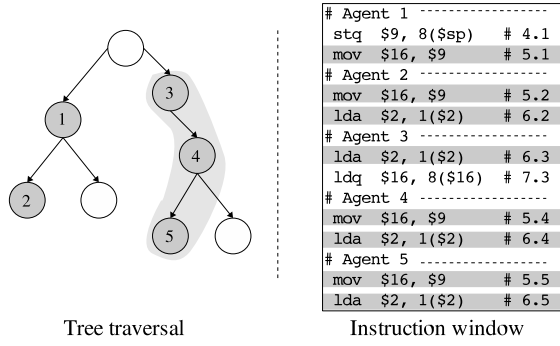 1
2
3
4
5
Tree traversal
# Agent 1 ---------------
stq $9, 8($sp) # 4.1
mov $16, $9 # 5.1
# Agent 2 ---------------
mov $16, $9 # 5.2
lda $2, 1($2) # 6.2
# Agent 3 ---------------
lda $2, 1($2) # 6.3
ldq $16, 8($16) # 7.3
# Agent 4 ---------------
mov $16, $9 # 5.4
lda $2, 1($2) # 6.4
# Agent 5 ---------------
mov $16, $9 # 5.5
lda $2, 1($2) # 6.5
Instruction window